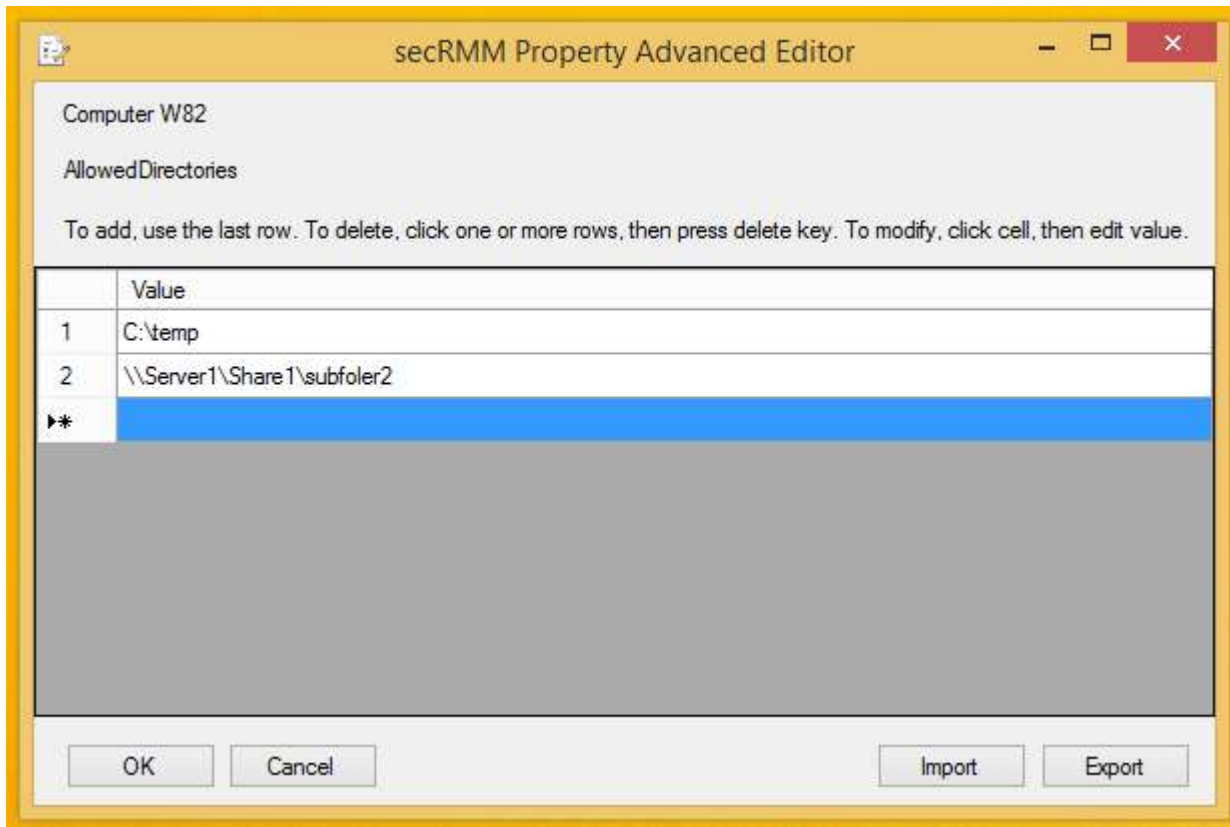 secRMM Property Advanced Editor
Computer W82
AllowedDirectories
To add, use the last row. To delete, click one or more rows, then press delete key. To modify, click cell, then edit value.
Value
1 C:\temp
2 \\Server1\Share1\subfoler2
OK Cancel Import Export